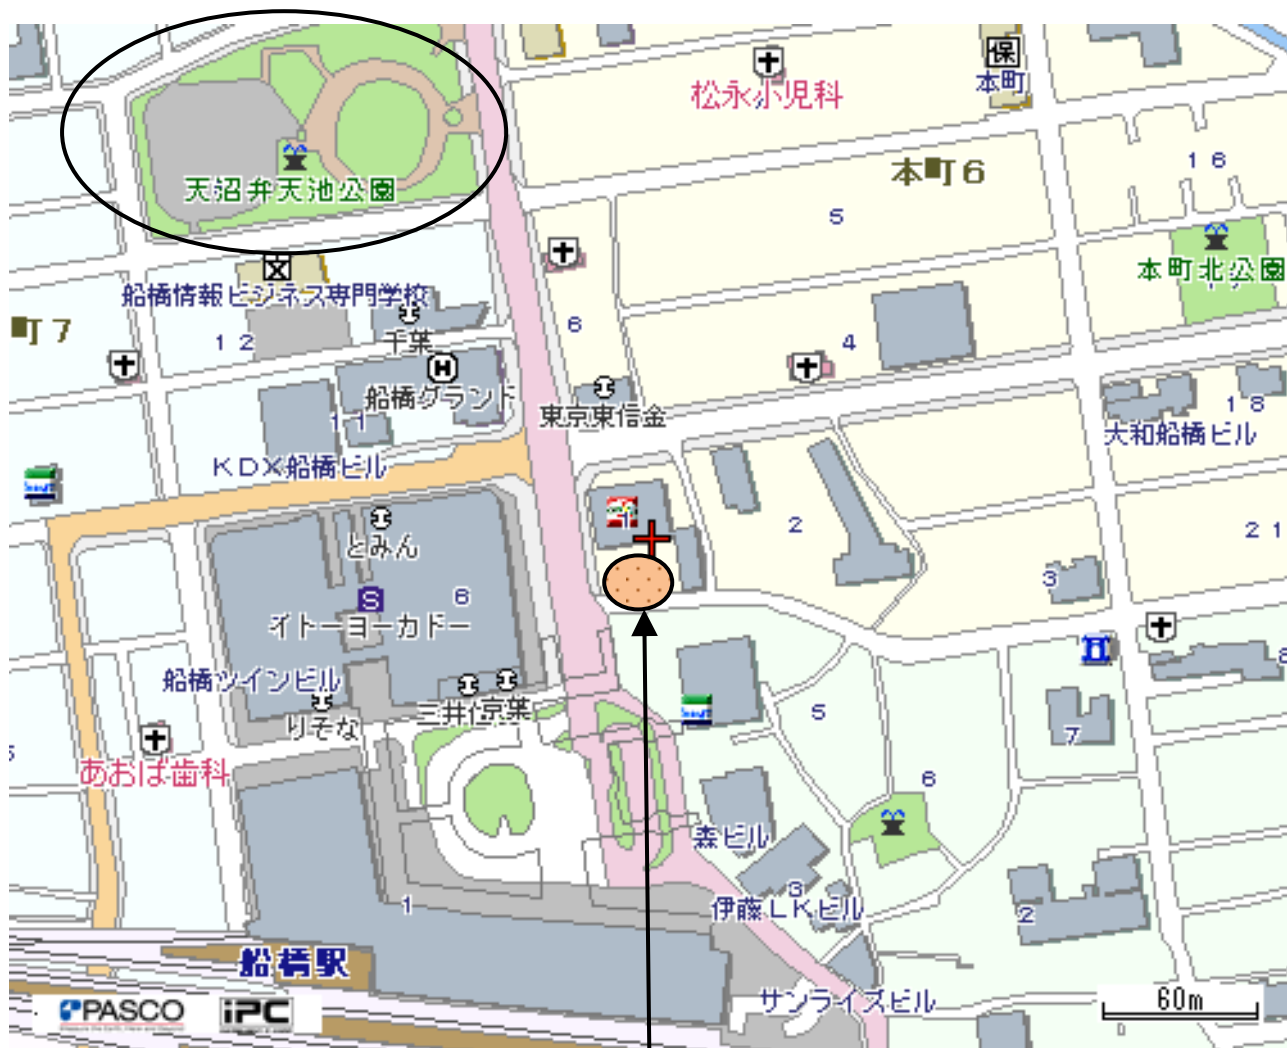 保
本町
松永小児科
本町6
16
5
天沼弁天池公園
本町北公園
船橋情報ビジネス専門学校
町7
12
千葉
6
4
H
船橋グランド
11
東京東信金
18
大和船橋ビル
KDX船橋ビル
1
2
21
とみん
S
6
3
イトーヨーカドー
船橋ツインビル
りそな
京葉
5
7
あおば歯科
6
森ビル
3
伊藤LKビル
1
2
船橋駅
サンライズビル
PASCO
iPC
60m